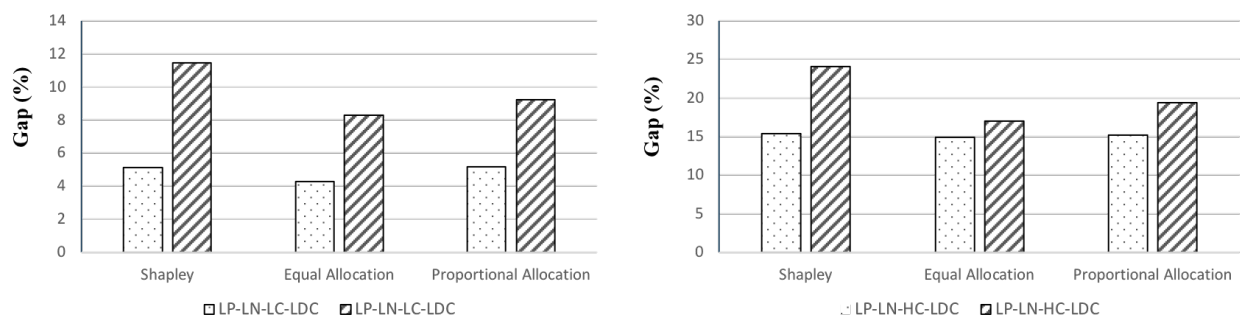 14
12
10
8
6
4
2
0
Gap (%)
Shapley
Equal Allocation
Proportional Allocation
LP-LN-LC-LDC
LP-LN-LC-LDC
30
25
20
15
10
5
0
Gap (%)
Shapley
Equal Allocation
Proportional Allocation
LP-LN-HC-LDC
LP-LN-HC-LDC